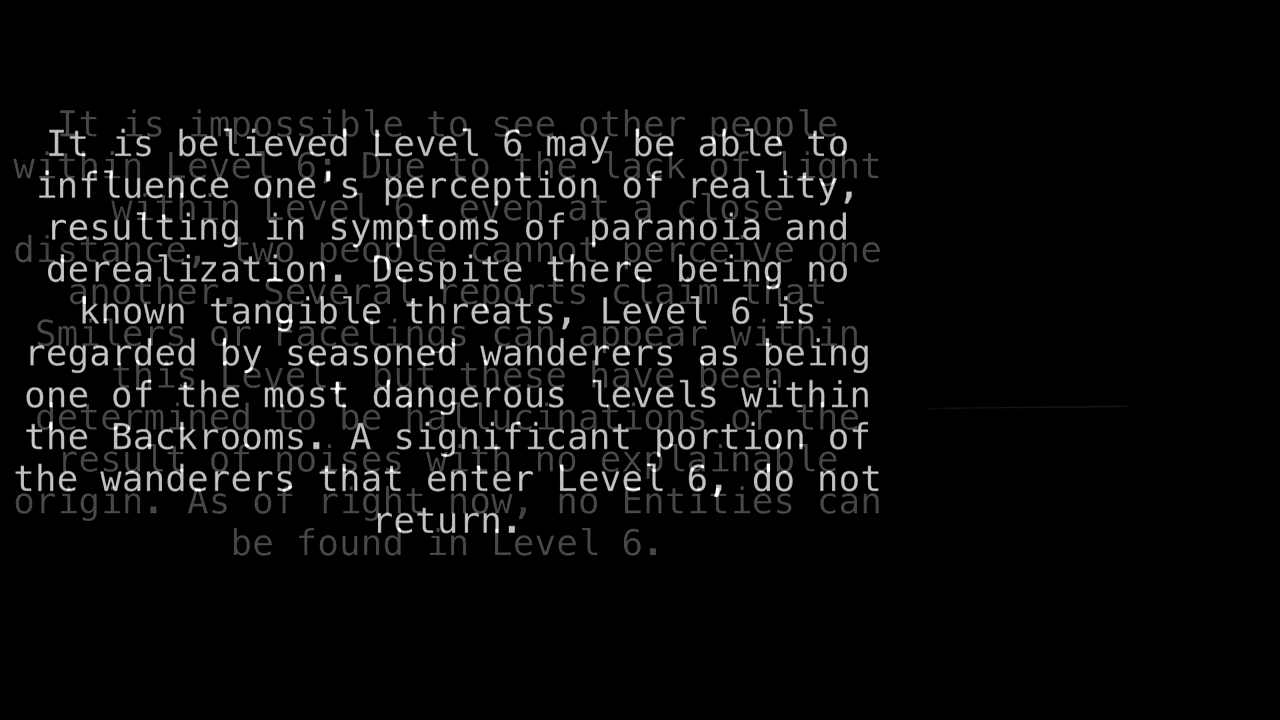 It is impossible to see other people
It is believed Level 6 may be able to
within Level 6; Due to the lack of light
influence one's perception of reality,
within Level 6, even at a close
resulting in symptoms of paranoia and
distance, two people cannot perceive one
derealization. Despite there being no
another. Several reports claim that
known tangible threats, Level 6 is
Smilers or Facelings can appear within
regarded by seasoned wanderers as being
this Level, but these have been
one of the most dangerous levels within
determined to be hallucinations or the
the Backrooms. A significant portion of
result of noises with no explainable
the wanderers that enter Level 6, do not
origin. As of right now, no Entities can
return.
be found in Level 6.